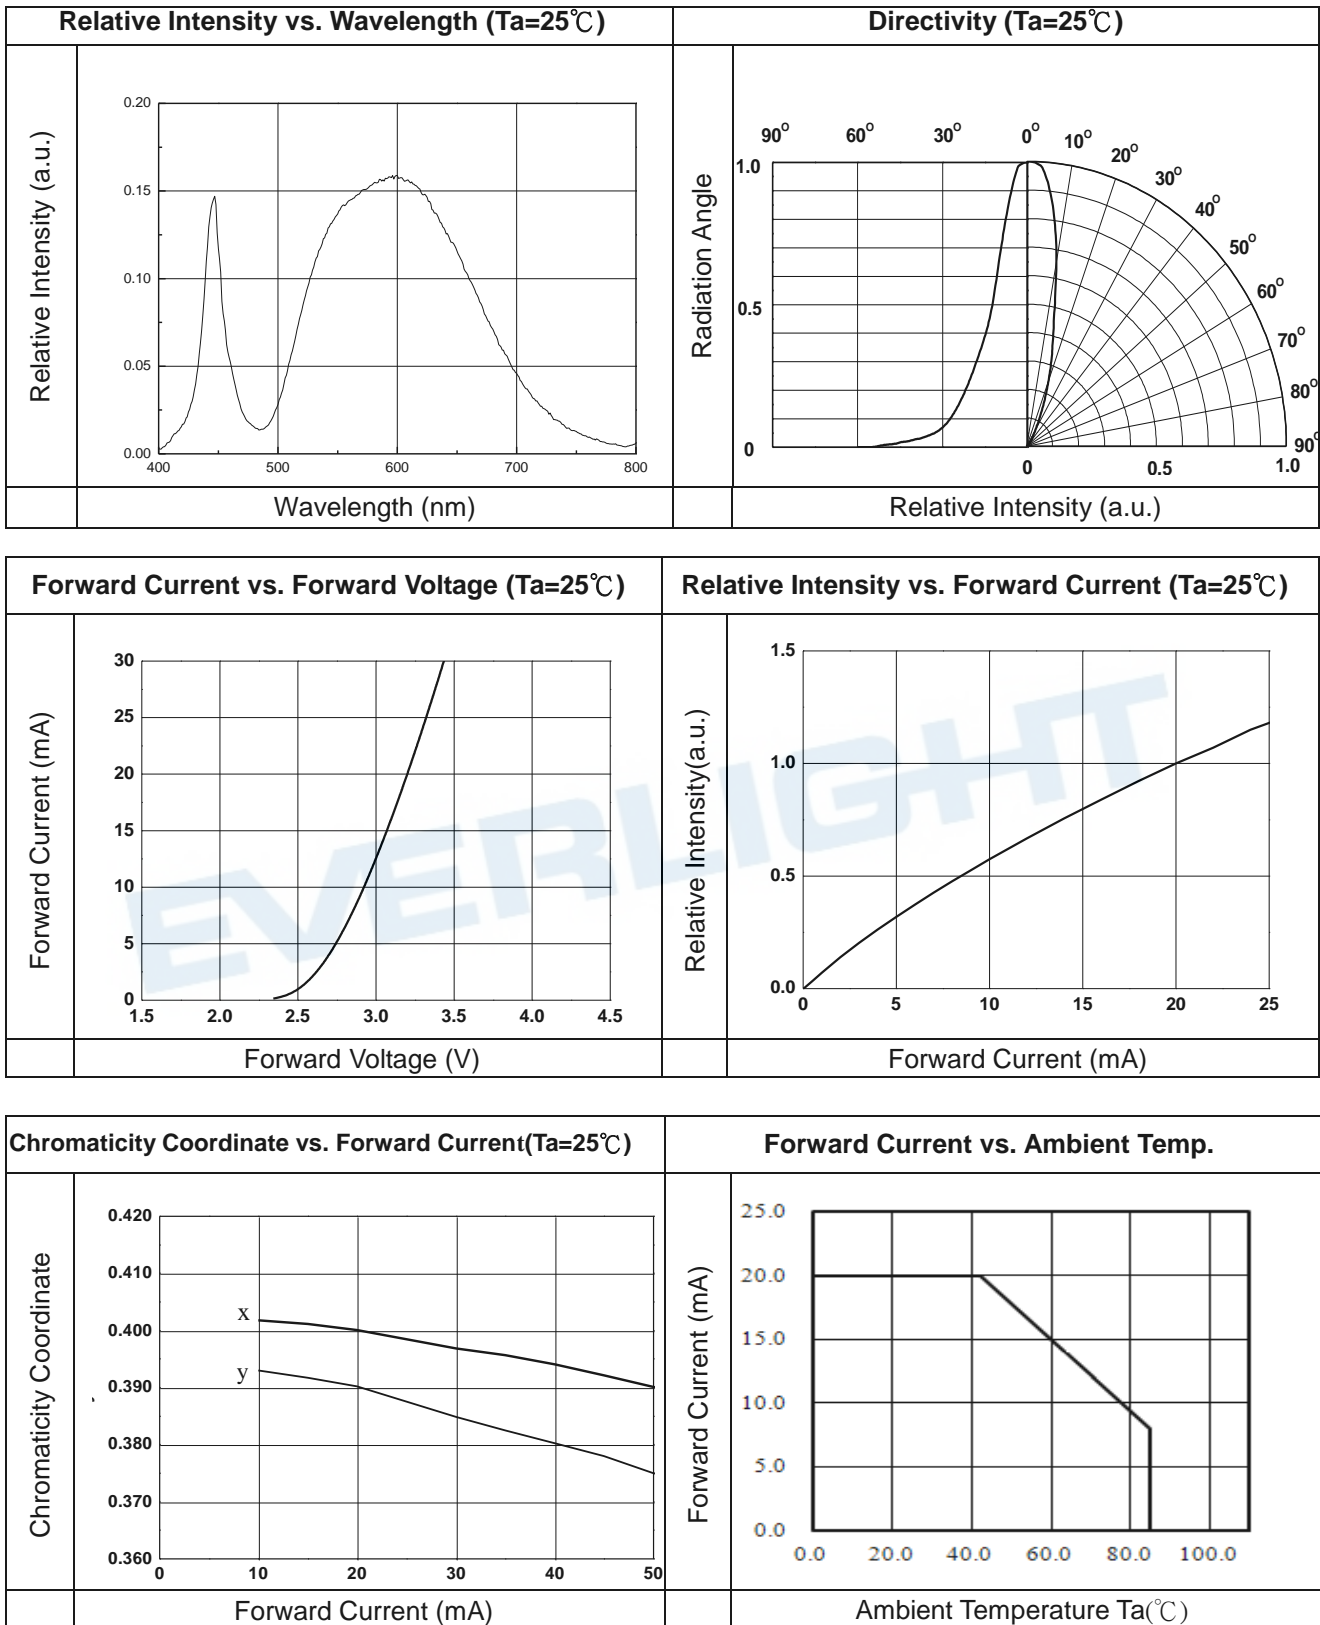 Relative Intensity vs. Wavelength (Ta=25℃)
Directivity (Ta=25℃)
Relative Intensity (a.u.)
0.20
0.15
0.10
0.05
0.00
400 500 600 700 800
Wavelength (nm)
Radiation Angle
90° 60° 30° 0° 10° 20° 30° 40° 50° 60° 70° 80° 90°
1.0
0.5
0
0 0.5 1.0
Relative Intensity (a.u.)
Forward Current vs. Forward Voltage (Ta=25℃)
Relative Intensity vs. Forward Current (Ta=25℃)
Forward Current (mA)
30
25
20
15
10
5
0
1.5 2.0 2.5 3.0 3.5 4.0 4.5
Forward Voltage (V)
Relative Intensity(a.u.)
1.5
1.0
0.5
0.0
0 5 10 15 20 25
Forward Current (mA)
EVERLIGHT
Chromaticity Coordinate vs. Forward Current(Ta=25℃)
Forward Current vs. Ambient Temp.
Chromaticity Coordinate
0.420
0.410
0.400
0.390
0.380
0.370
0.360
x
y
0 10 20 30 40 50
Forward Current (mA)
Forward Current (mA)
25.0
20.0
15.0
10.0
5.0
0.0
0.0 20.0 40.0 60.0 80.0 100.0
Ambient Temperature Ta(℃)